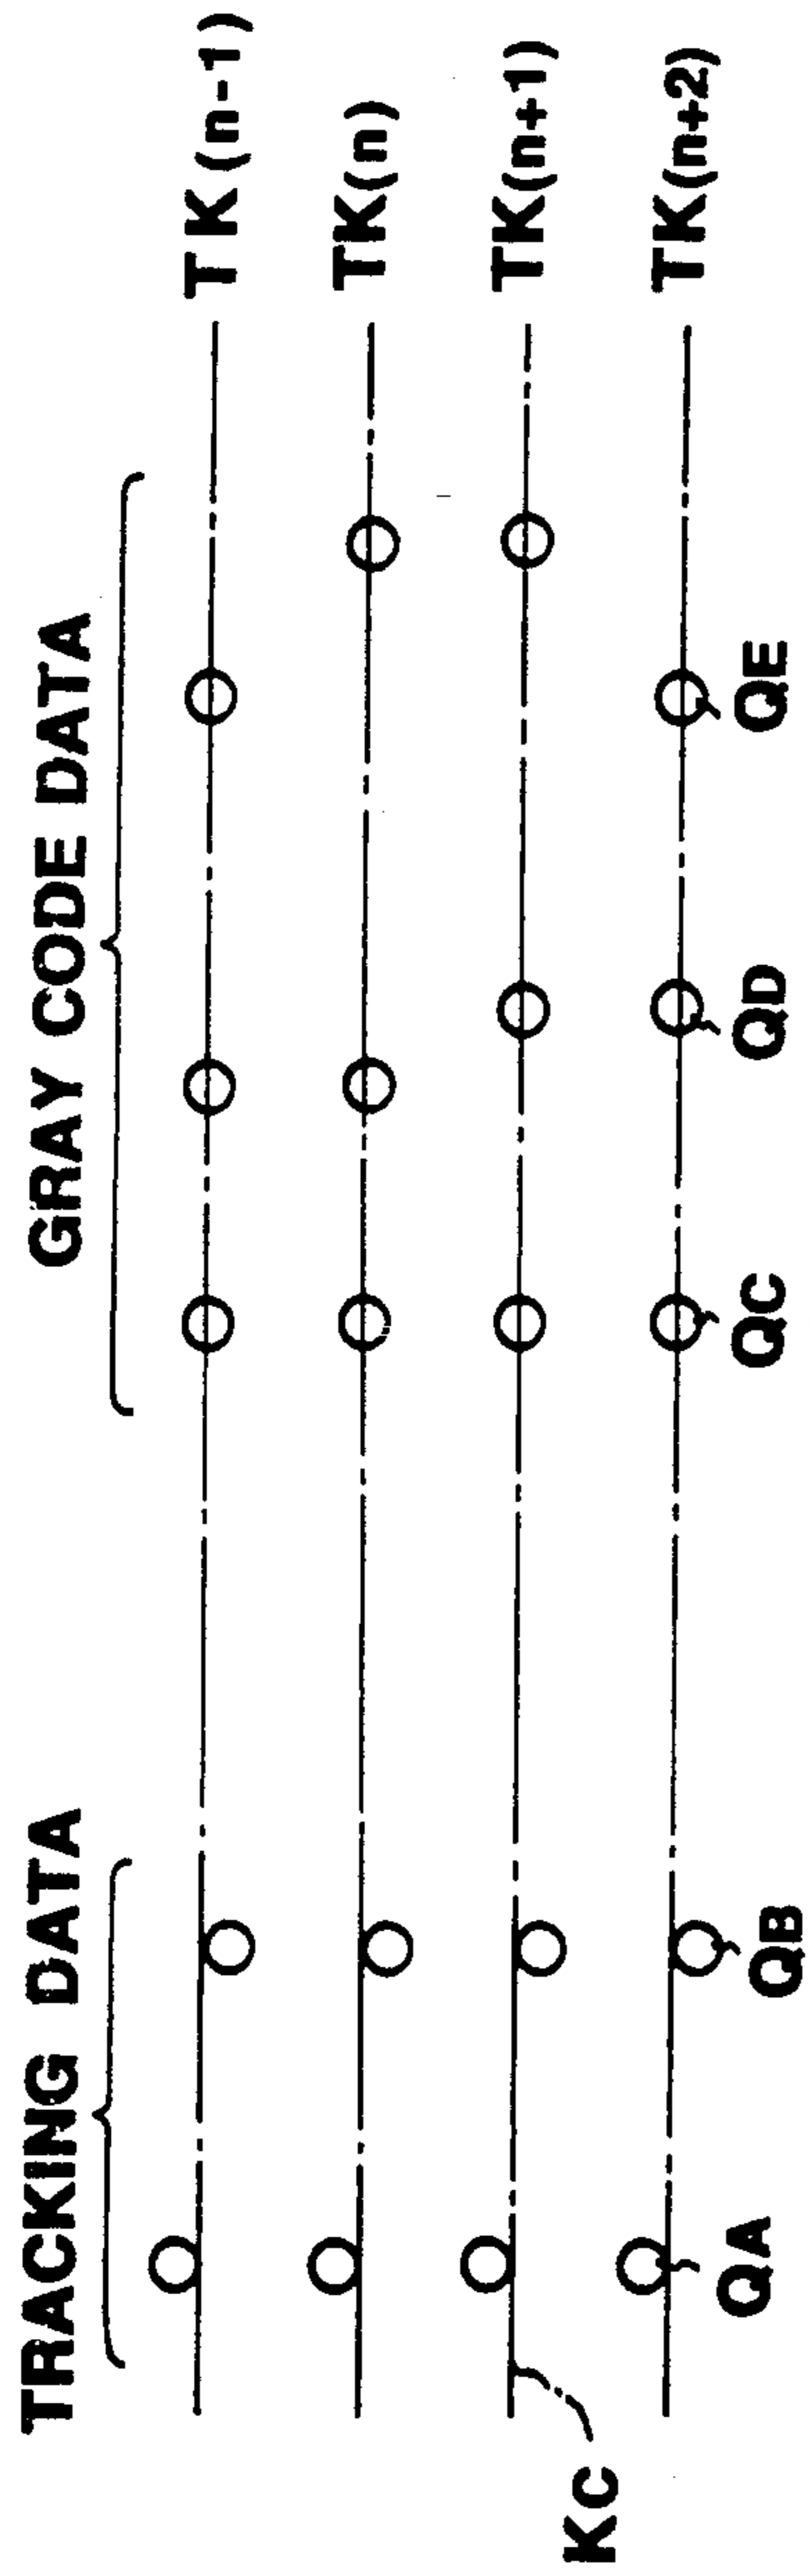 TRACKING DATA
GRAY CODE DATA
TK(n-1)
TK(n)
TK(n+1)
TK(n+2)
Kc
QA
QB
QC
QD
QE